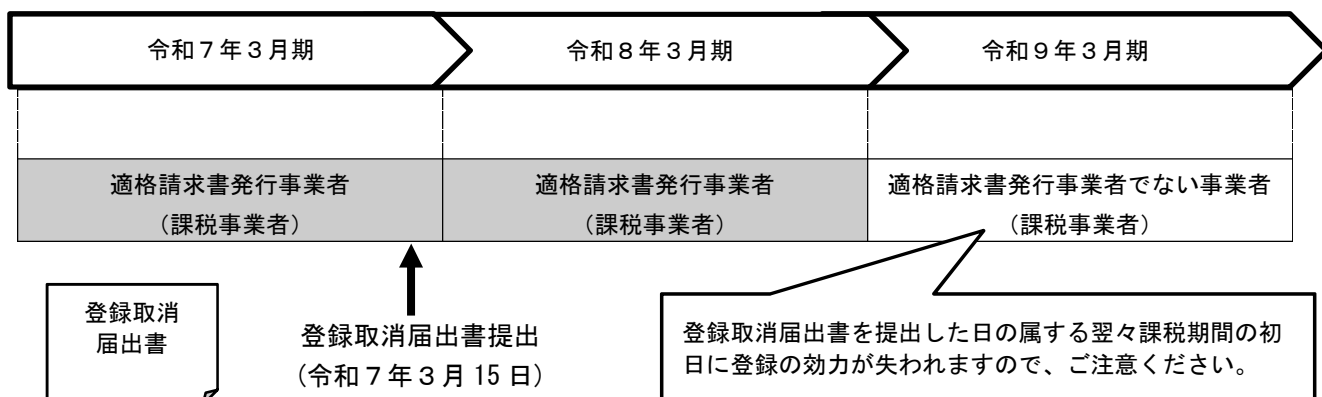 令和７年３月期
令和８年３月期
令和９年３月期
適格請求書発行事業者
（課税事業者）
適格請求書発行事業者
（課税事業者）
適格請求書発行事業者でない事業者
（課税事業者）
登録取消
届出書
登録取消届出書提出
（令和７年３月 15 日）
登録取消届出書を提出した日の属する翌々課税期間の初
日に登録の効力が失われますので、ご注意ください。